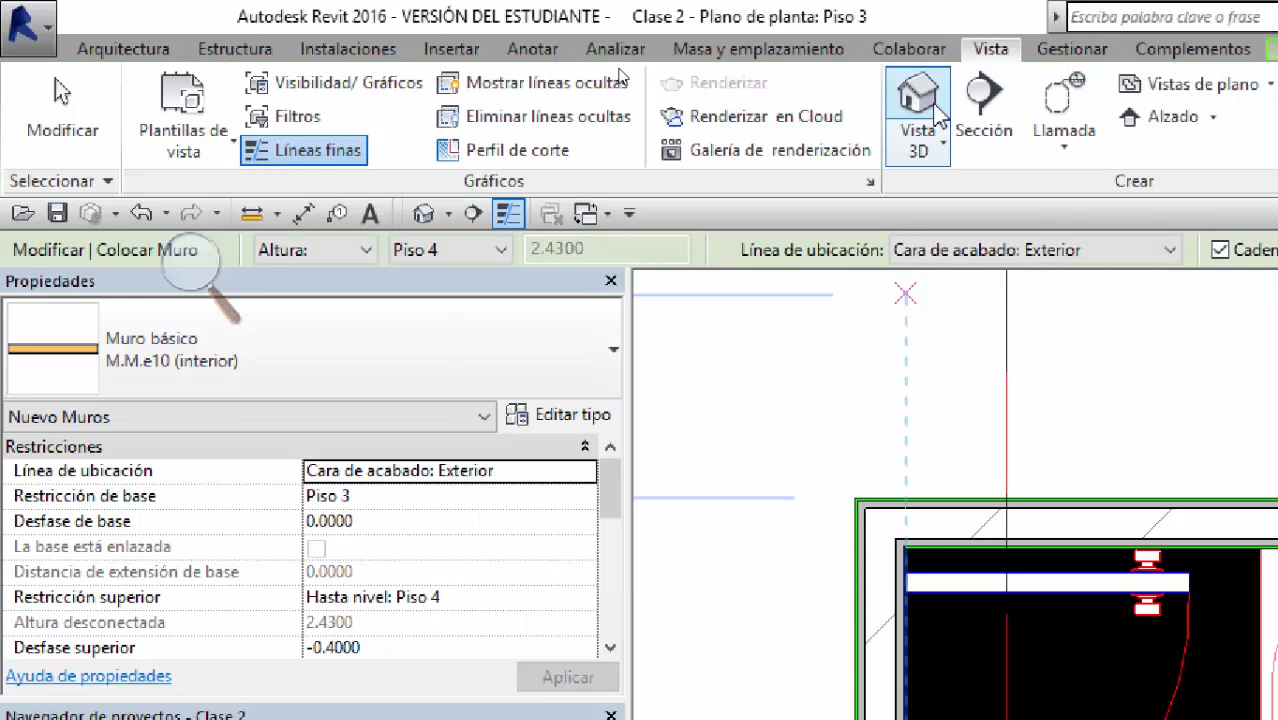 Autodesk Revit 2016 - VERSIÓN DEL ESTUDIANTE - Clase 2 - Plano de planta: Piso 3
Escriba palabra clave o frase
Arquitectura Estructura Instalaciones Insertar Anotar Analizar Masa y emplazamiento Colaborar Vista Gestionar Complementos
Modificar
Plantillas de vista
Visibilidad/ Gráficos
Filtros
Líneas finas
Mostrar líneas ocultas
Eliminar líneas ocultas
Perfil de corte
Renderizar
Renderizar en Cloud
Galería de renderización
Vista 3D
Sección
Llamada
Vistas de plano
Alzado
Seleccionar
Gráficos
Crear
Modificar | Colocar Muro
Altura:
Piso 4
2.4300
Línea de ubicación: Cara de acabado: Exterior
Propiedades
Muro básico
M.M.e10 (interior)
Nuevo Muros
Editar tipo
Restricciones
Línea de ubicación Cara de acabado: Exterior
Restricción de base Piso 3
Desfase de base 0.0000
La base está enlazada
Distancia de extensión de base 0.0000
Restricción superior Hasta nivel: Piso 4
Altura desconectada 2.4300
Desfase superior -0.4000
Ayuda de propiedades
Aplicar
Navegador de proyectos - Clase 2